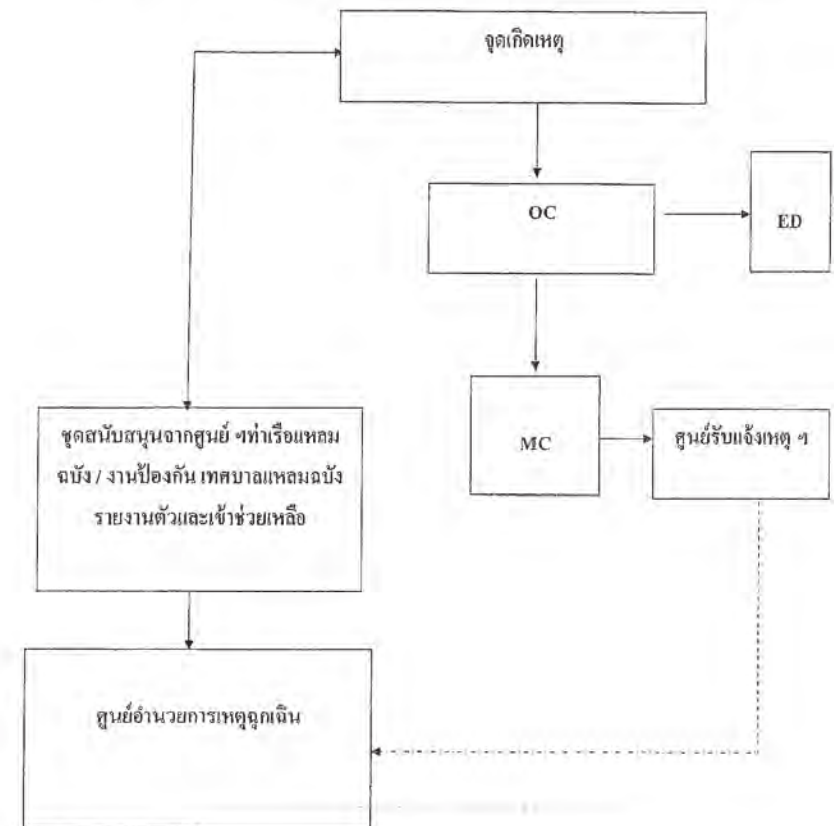 จุดเกิดเหตุ
OC
ED
ชุดสนับสนุนจากศูนย์ ฯท่าเรือแหลม
ฉบัง / งานป้องกัน เทศบาลแหลมฉบัง
รายงานตัวและเข้าช่วยเหลือ
MC
ศูนย์รับแจ้งเหตุ ฯ
ศูนย์อำนวยการเหตุฉุกเฉิน